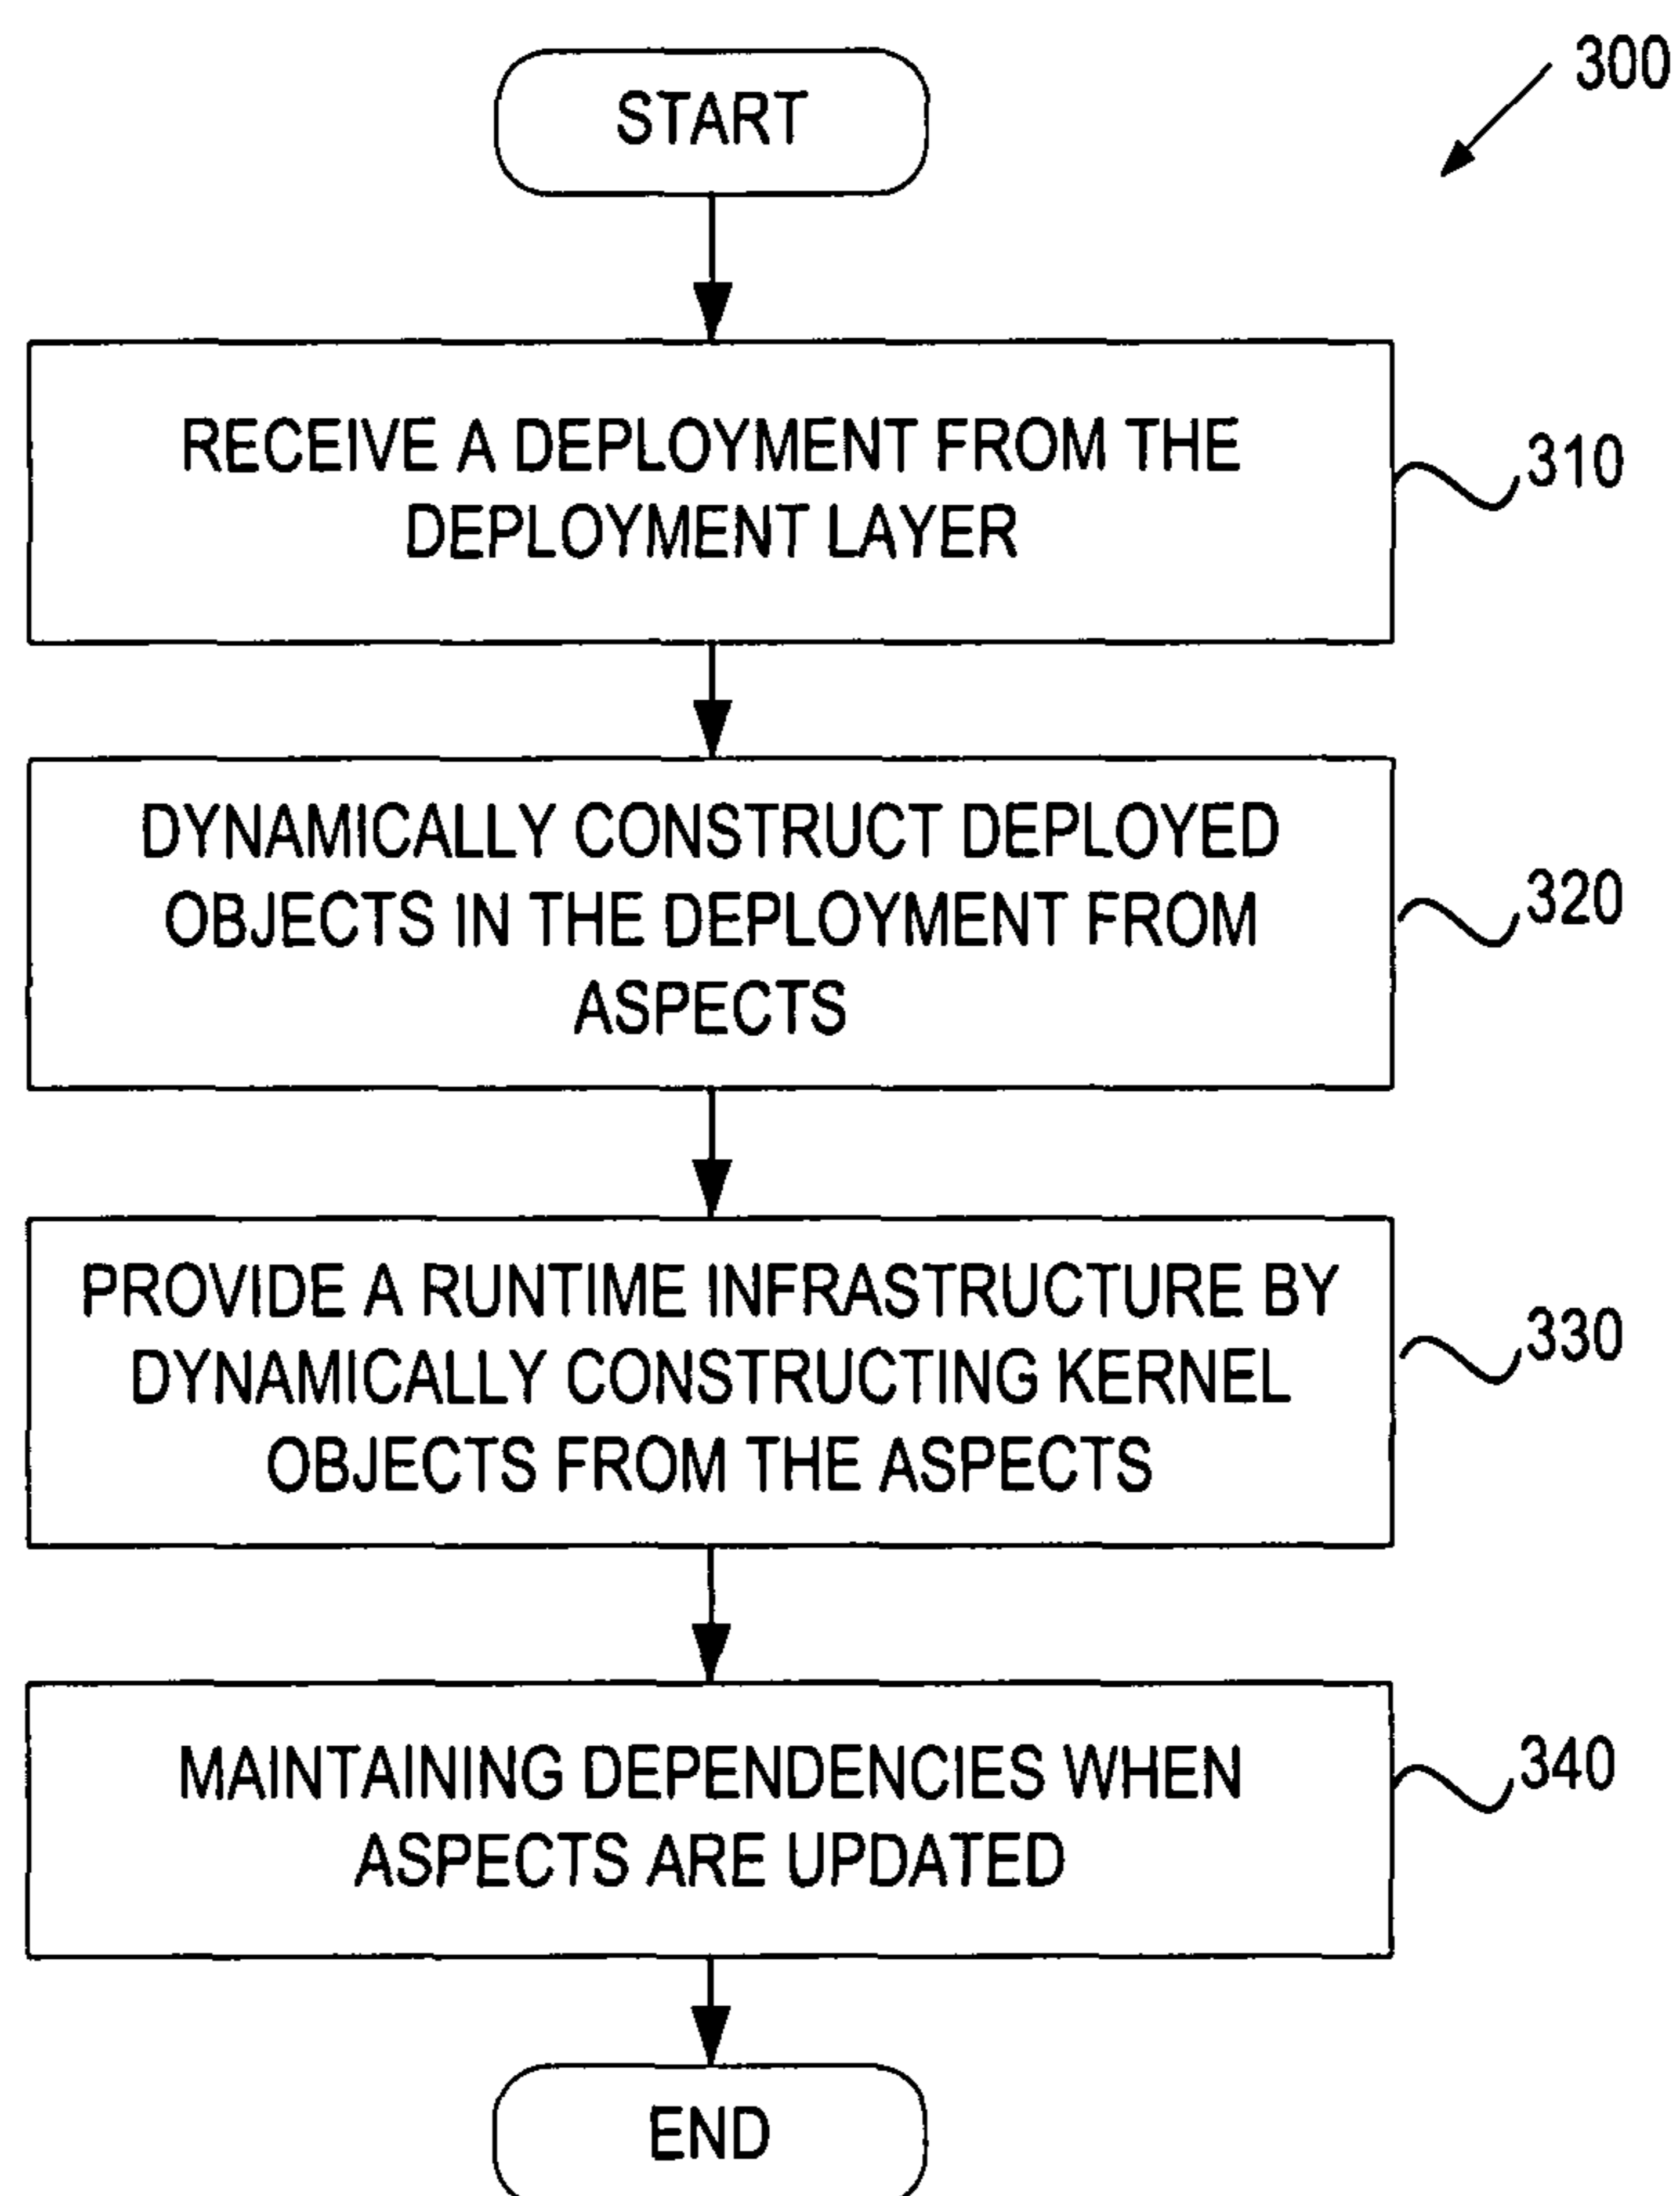 300
START
RECEIVE A DEPLOYMENT FROM THE
DEPLOYMENT LAYER
310
DYNAMICALLY CONSTRUCT DEPLOYED
OBJECTS IN THE DEPLOYMENT FROM
ASPECTS
320
PROVIDE A RUNTIME INFRASTRUCTURE BY
DYNAMICALLY CONSTRUCTING KERNEL
OBJECTS FROM THE ASPECTS
330
MAINTAINING DEPENDENCIES WHEN
ASPECTS ARE UPDATED
340
END